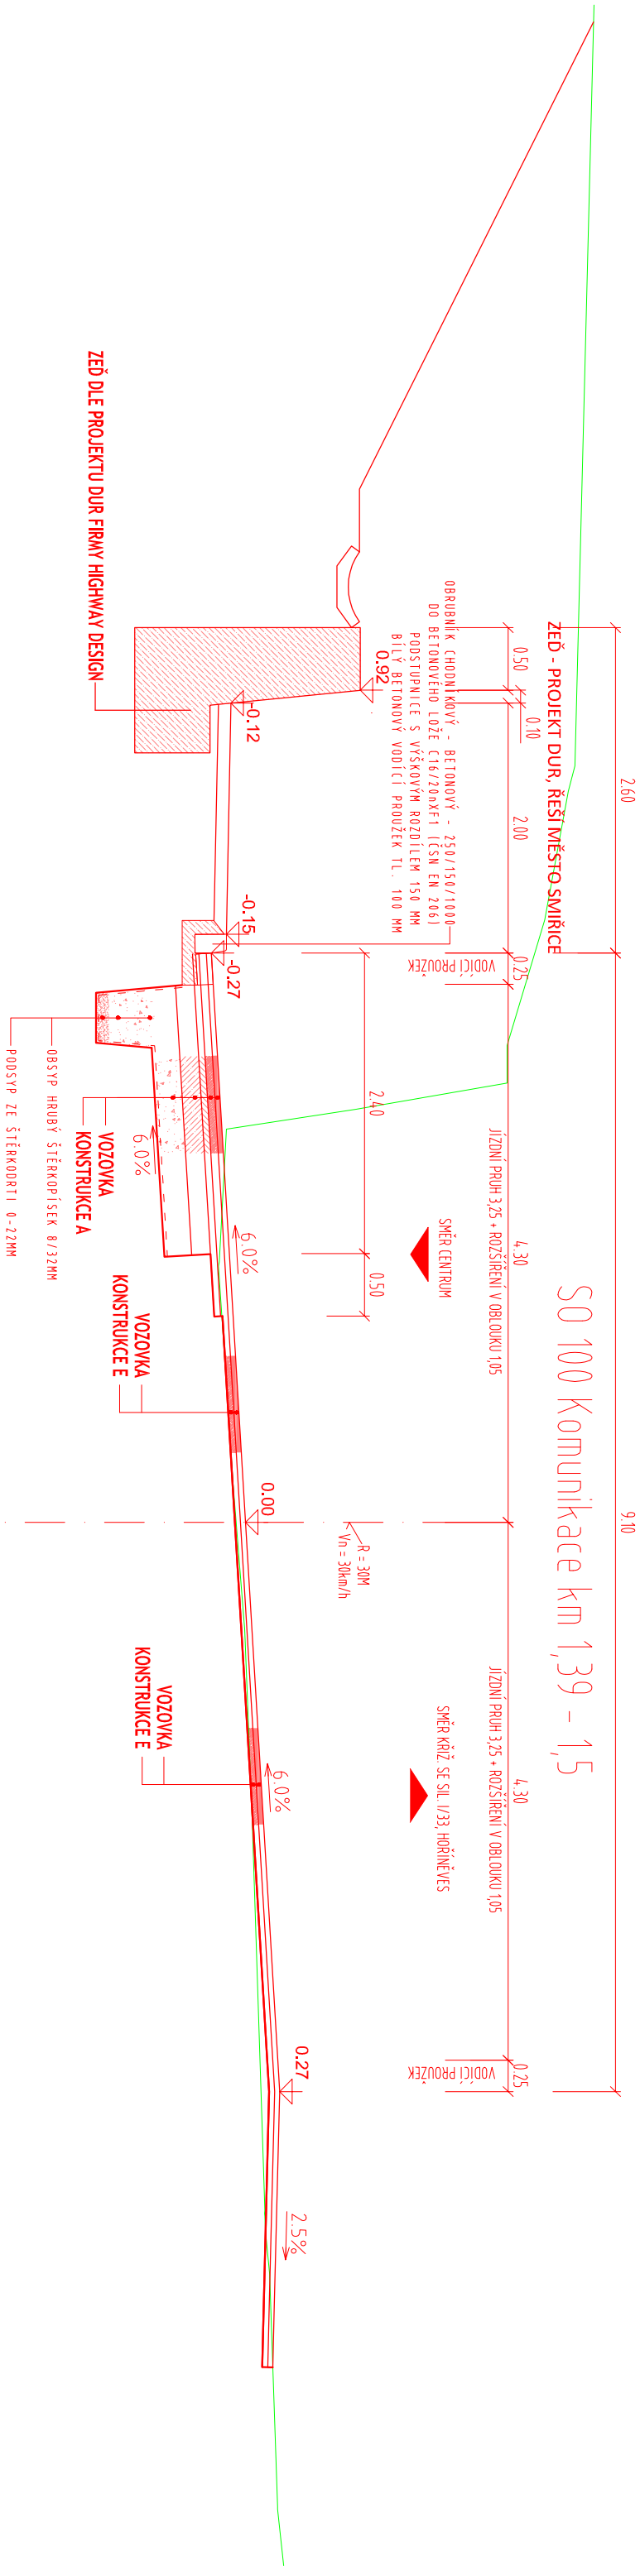 SO 100 Komunikace km 1,39 - 1,5
2.60
9.10
ZEĎ - PROJEKT DUR, ŘEŠÍ MĚSTO SMIŘICE
0.50
0.10
2.00
0.25
4.30
4.30
0.25
VODÍCÍ PROUŽEK
JÍZDNÍ PRUH 3,25 + ROZŠÍŘENÍ V OBLOUKU 1,05
JÍZDNÍ PRUH 3,25 + ROZŠÍŘENÍ V OBLOUKU 1,05
VODÍCÍ PROUŽEK
SMĚR CENTRUM
SMĚR KŘIŽ. SE SIL. I/33, HOŘINĚVES
OBRUBNÍK CHODNÍKOVÝ - BETONOVÝ - 250/150/1000
DO BETONOVÉHO LOŽE C16/20nXF1 (ČSN EN 206)
PODSTUPNICE S VÝŠKOVÝM ROZDÍLEM 150 MM
BÍLÝ BETONOVÝ VODÍCÍ PROUŽEK TL. 100 MM
2.40
0.50
R = 30M
Vn = 30km/h
0.92
-0.12
-0.15
-0.27
0.00
0.27
6.0%
6.0%
6.0%
2.5%
ZEĎ DLE PROJEKTU DUR FIRMY HIGHWAY DESIGN
VOZOVKA
KONSTRUKCE A
VOZOVKA
KONSTRUKCE E
VOZOVKA
KONSTRUKCE E
OBSYP HRUBÝ ŠTĚRKOPÍSEK 8/32MM
PODSYP ZE ŠTĚRKODRTI 0-22MM